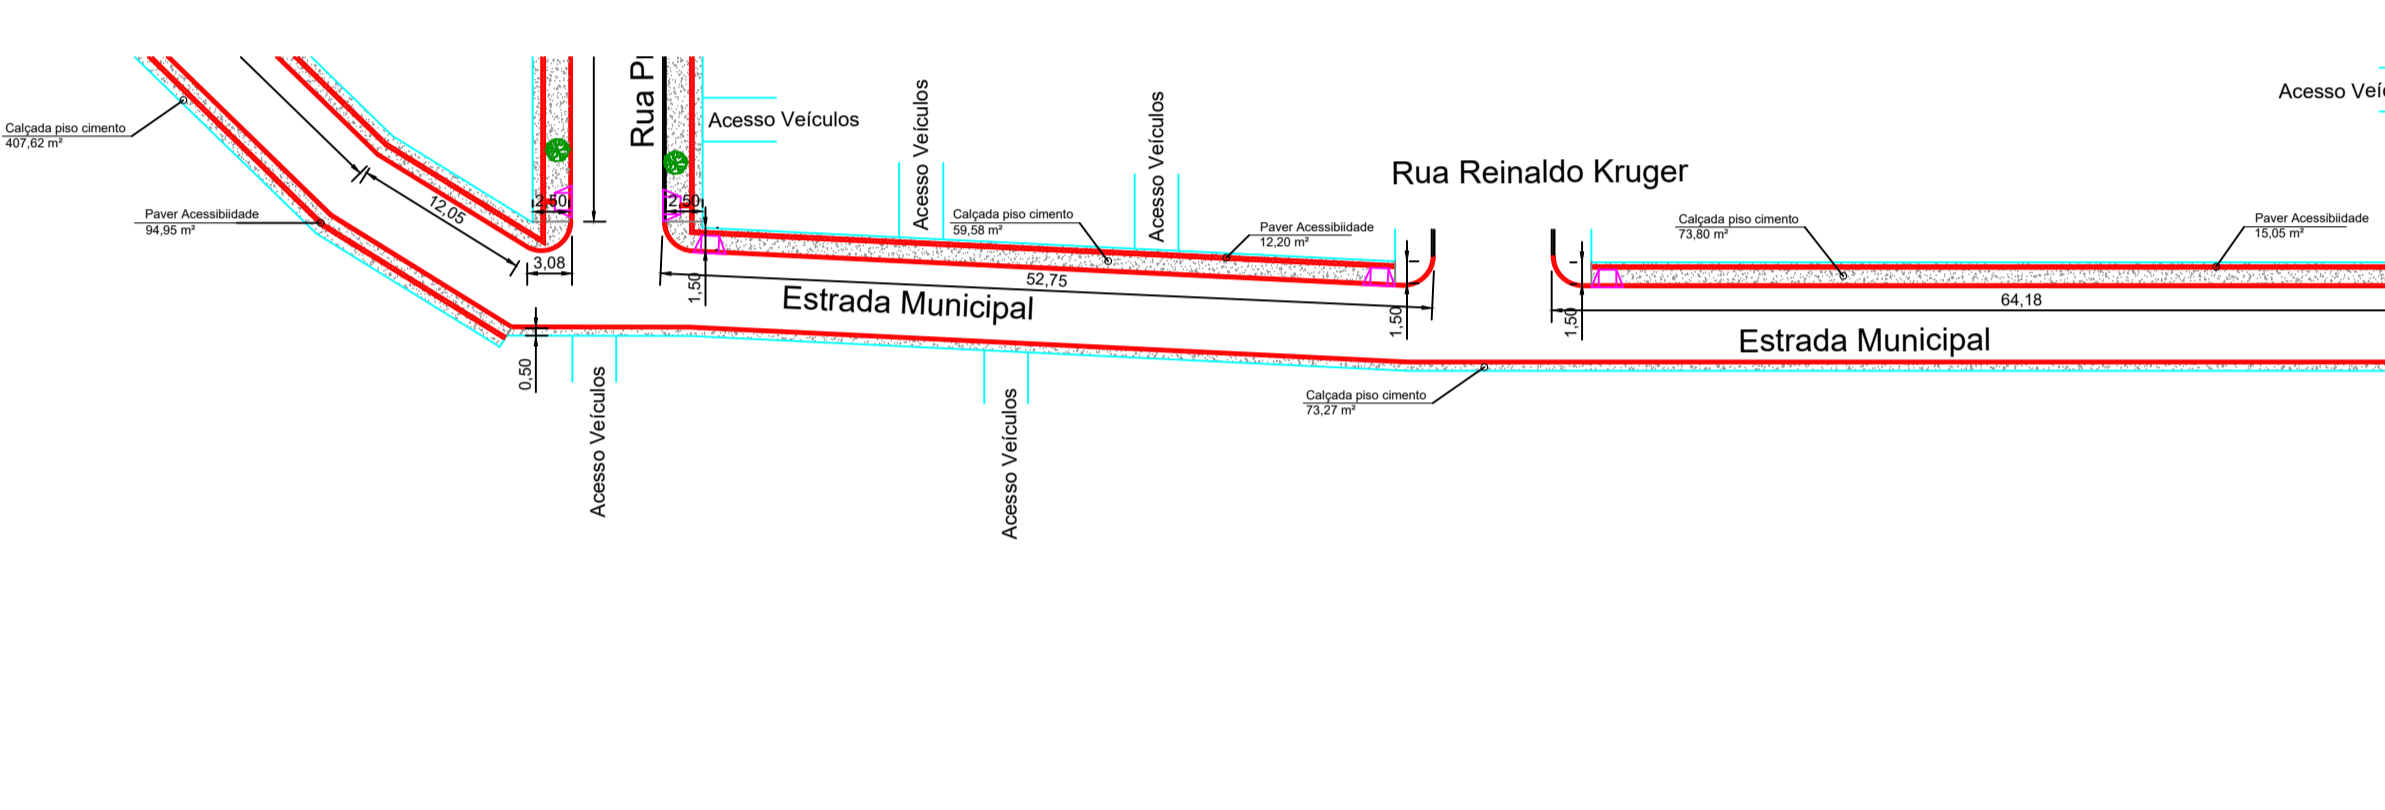 Calçada piso cimento
407,62 m²
Paver Acessibiidade
94,95 m²
12,05
2,50
3,08
0,50
Acesso Veículos
Rua P
2,50
Acesso Veículos
Acesso Veículos
Calçada piso cimento
59,58 m²
Acesso Veículos
Paver Acessibiidade
12,20 m²
1,50
52,75
Estrada Municipal
1,50
Acesso Veículos
Rua Reinaldo Kruger
Calçada piso cimento
73,27 m²
1,50
Calçada piso cimento
73,80 m²
64,18
Estrada Municipal
Paver Acessibiidade
15,05 m²
Acesso Veí